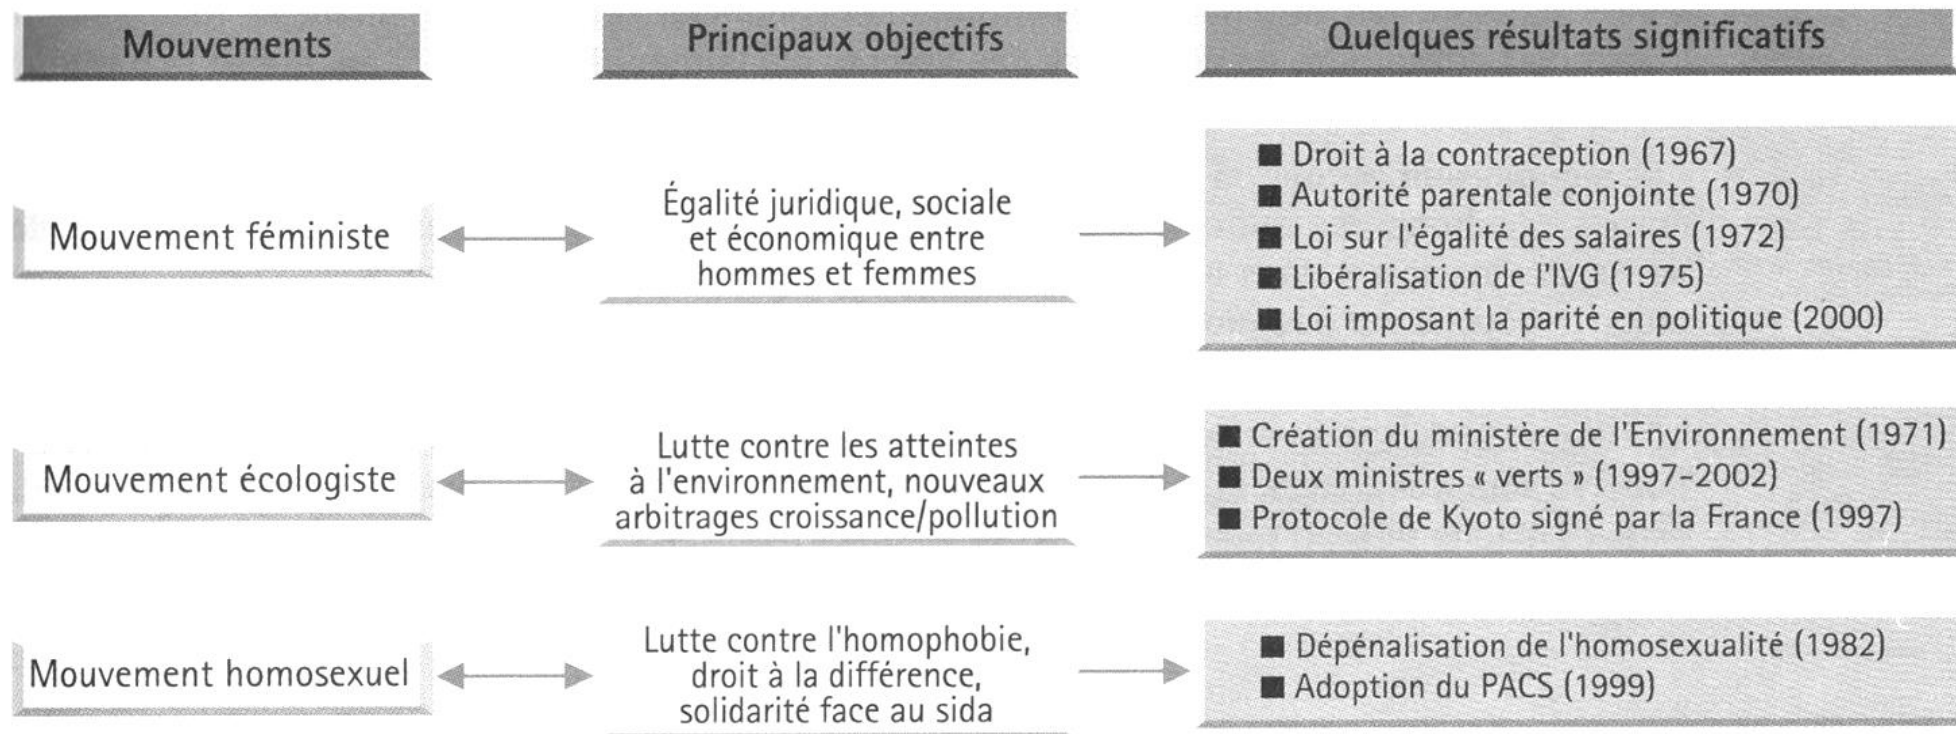 Mouvements
Principaux objectifs
Quelques résultats significatifs
Mouvement féministe
Égalité juridique, sociale
et économique entre
hommes et femmes
■ Droit à la contraception (1967)
■ Autorité parentale conjointe (1970)
■ Loi sur l'égalité des salaires (1972)
■ Libéralisation de l'IVG (1975)
■ Loi imposant la parité en politique (2000)
Mouvement écologiste
Lutte contre les atteintes
à l'environnement, nouveaux
arbitrages croissance/pollution
■ Création du ministère de l'Environnement (1971)
■ Deux ministres « verts » (1997-2002)
■ Protocole de Kyoto signé par la France (1997)
Mouvement homosexuel
Lutte contre l'homophobie,
droit à la différence,
solidarité face au sida
■ Dépénalisation de l'homosexualité (1982)
■ Adoption du PACS (1999)